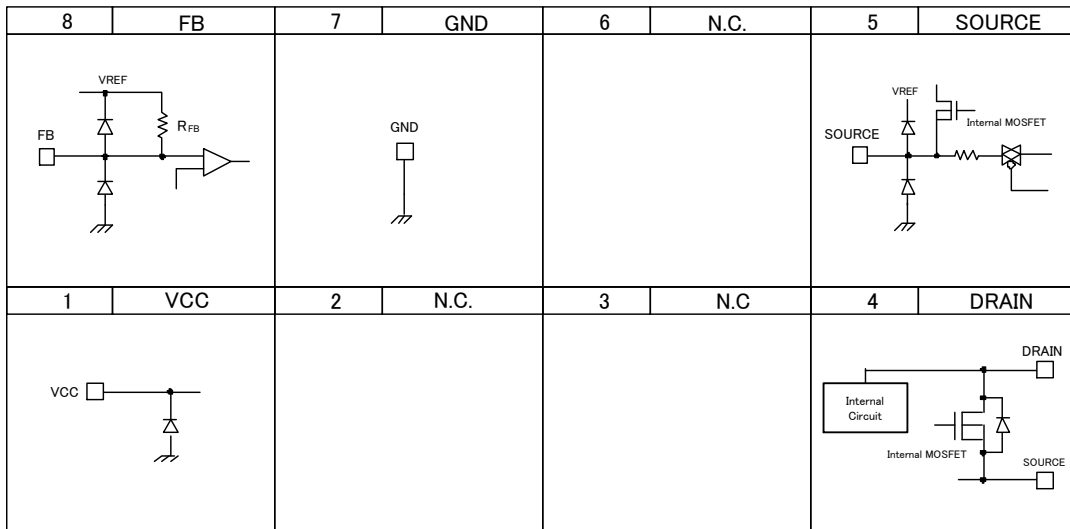 8 FB 7 GND 6 N.C. 5 SOURCE
VREF
FB
RFB
GND
VREF
SOURCE
Internal MOSFET
1 VCC 2 N.C. 3 N.C 4 DRAIN
VCC
DRAIN
Internal
Circuit
Internal MOSFET
SOURCE